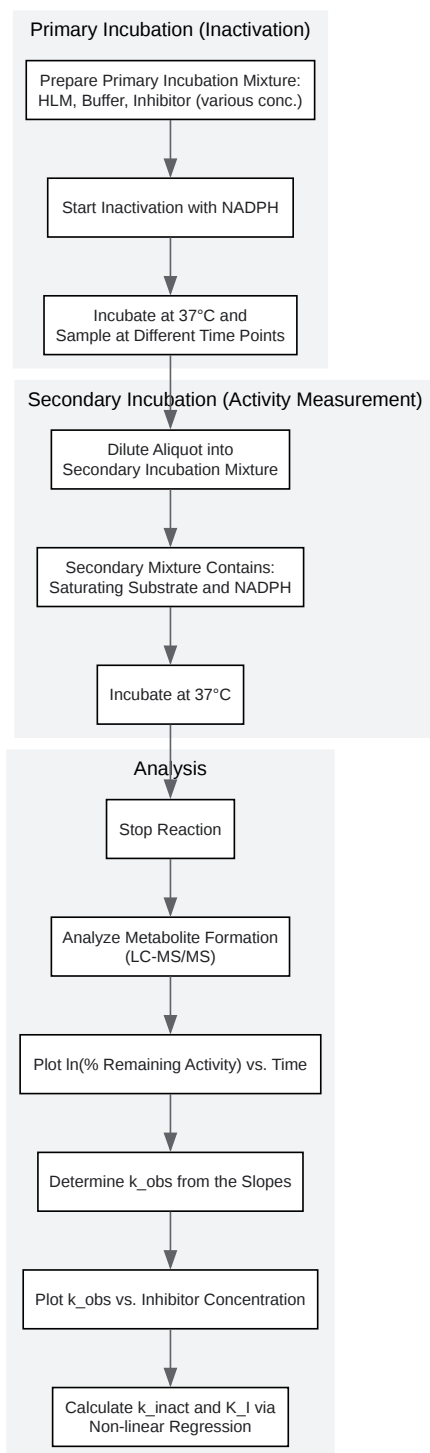 Primary Incubation (Inactivation)
Prepare Primary Incubation Mixture:
HLM, Buffer, Inhibitor (various conc.)
Start Inactivation with NADPH
Incubate at 37°C and
Sample at Different Time Points
Secondary Incubation (Activity Measurement)
Dilute Aliquot into
Secondary Incubation Mixture
Secondary Mixture Contains:
Saturating Substrate and NADPH
Incubate at 37°C
Analysis
Stop Reaction
Analyze Metabolite Formation
(LC-MS/MS)
Plot ln(% Remaining Activity) vs. Time
Determine k_obs from the Slopes
Plot k_obs vs. Inhibitor Concentration
Calculate k_inact and K_I via
Non-linear Regression